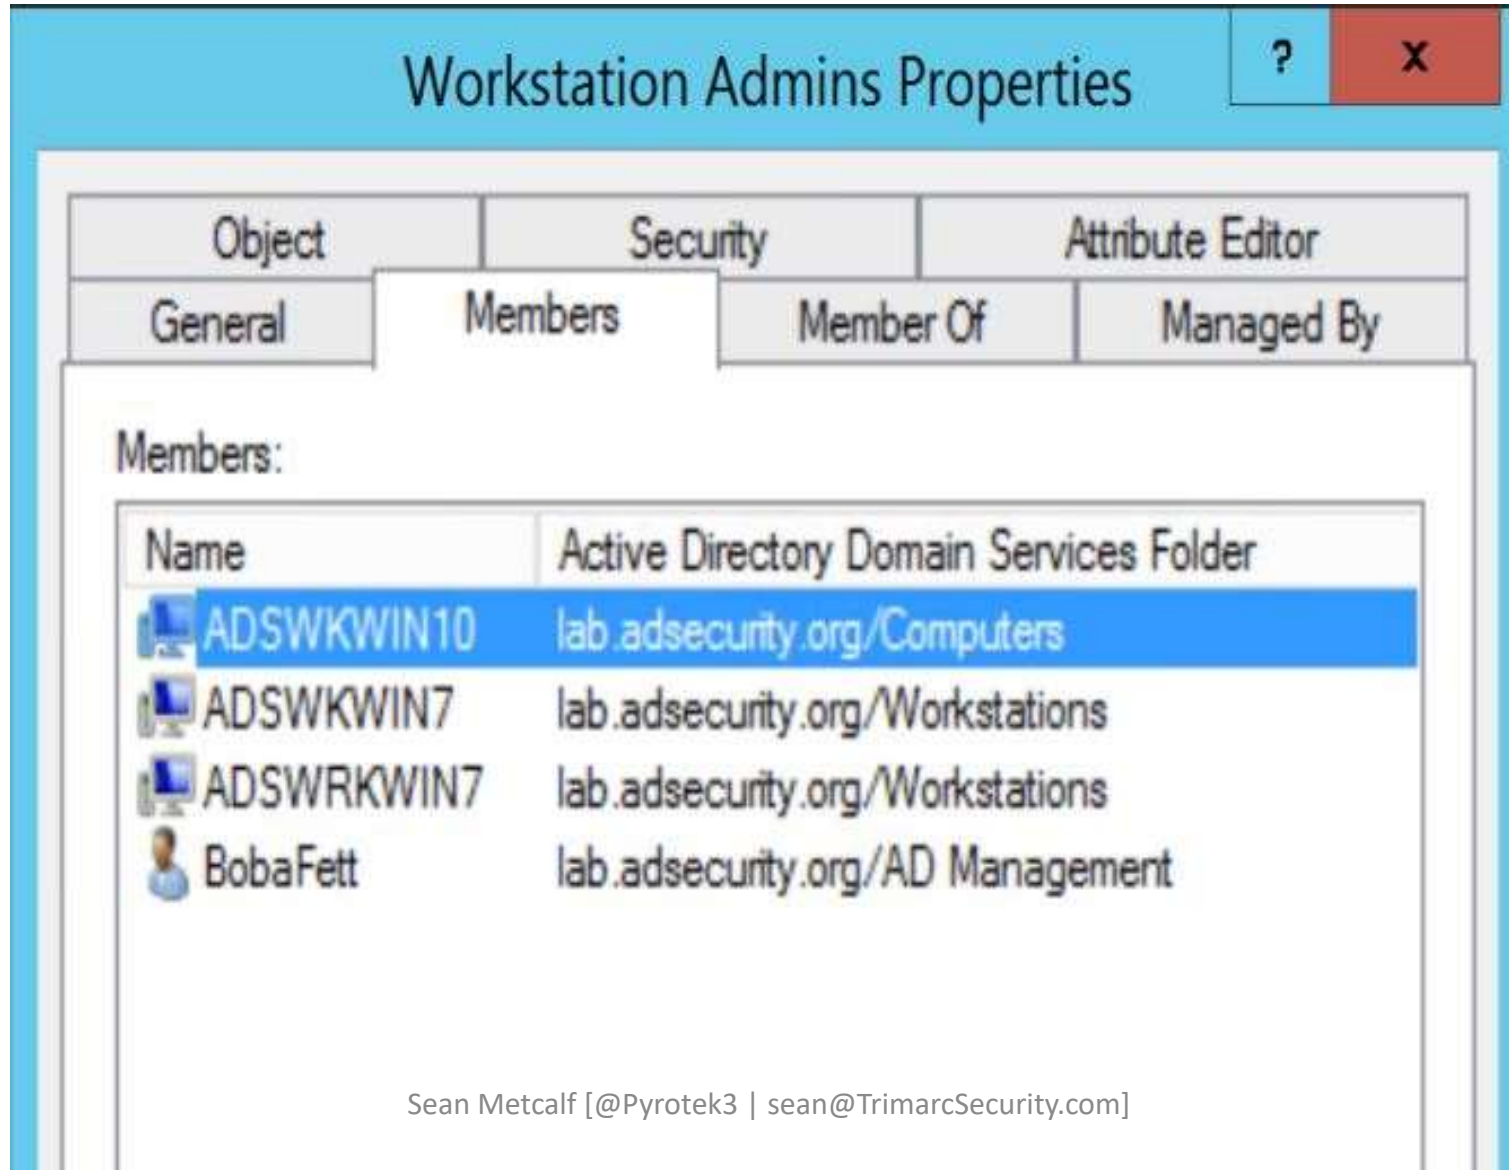 Workstation Admins Properties ? X
Object Security Attribute Editor
General Members Member Of Managed By
Members:
Name Active Directory Domain Services Folder
ADSWKWIN10 lab.adsecurity.org/Computers
ADSWKWIN7 lab.adsecurity.org/Workstations
ADSWRKWIN7 lab.adsecurity.org/Workstations
BobaFett lab.adsecurity.org/AD Management
Sean Metcalf [@Pyrotek3 | sean@TrimarcSecurity.com]